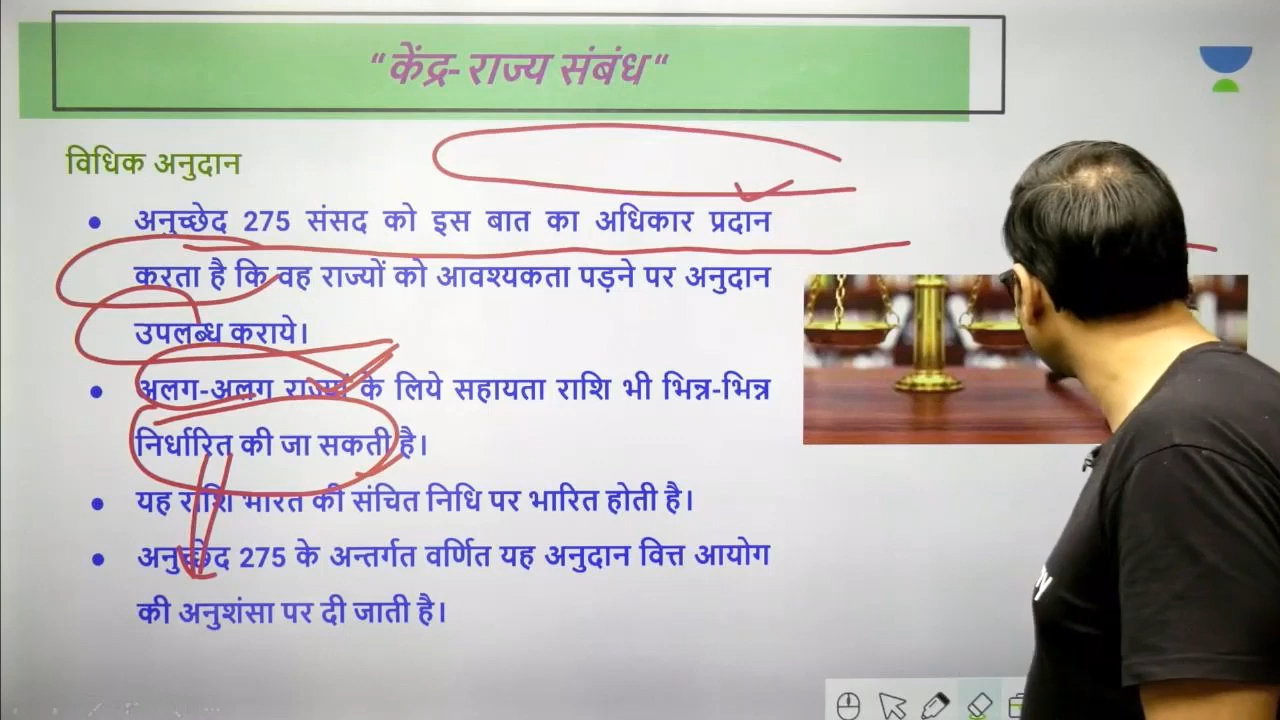 “केंद्र- राज्य संबंध“
विधिक अनुदान
• अनुच्छेद 275 संसद को इस बात का अधिकार प्रदान
करता है कि वह राज्यों को आवश्यकता पड़ने पर अनुदान
उपलब्ध कराये।
• अलग-अलग राज्यों के लिये सहायता राशि भी भिन्न-भिन्न
निर्धारित की जा सकती है।
• यह राशि भारत की संचित निधि पर भारित होती है।
• अनुच्छेद 275 के अन्तर्गत वर्णित यह अनुदान वित्त आयोग
की अनुशंसा पर दी जाती है।